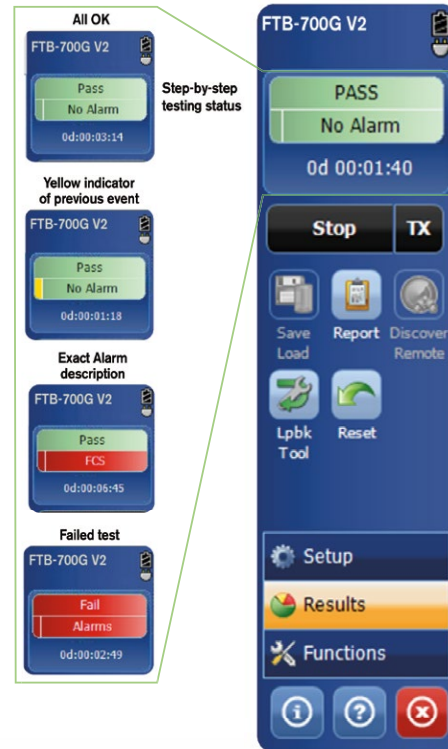 All OK
FTB-700G V2
Pass
No Alarm
0d:00:03:14
Step-by-step
testing status
Yellow indicator
of previous event
FTB-700G V2
Pass
No Alarm
0d:00:01:18
Exact Alarm
description
FTB-700G V2
Pass
FCS
0d:00:06:45
Failed test
FTB-700G V2
Fail
Alarms
0d:00:02:49
FTB-700G V2
PASS
No Alarm
0d 00:01:40
Stop TX
Save
Load
Report
Discover
Remote
Lpbk
Tool
Reset
Setup
Results
Functions